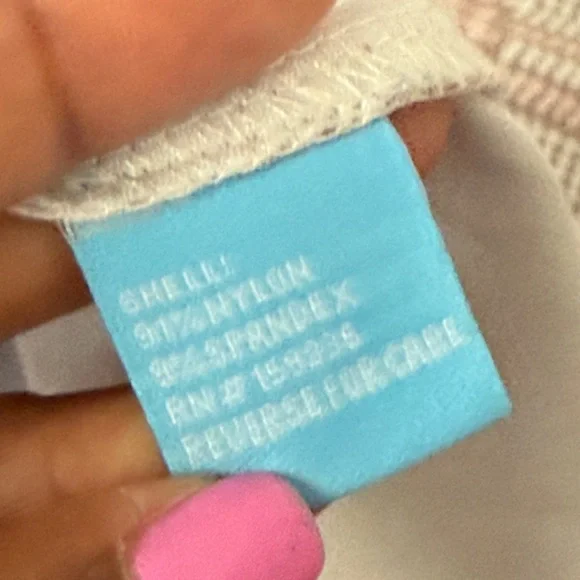 SHELL:
91% NYLON
9% SPANDEX
RN #
REVERSE FOR CARE